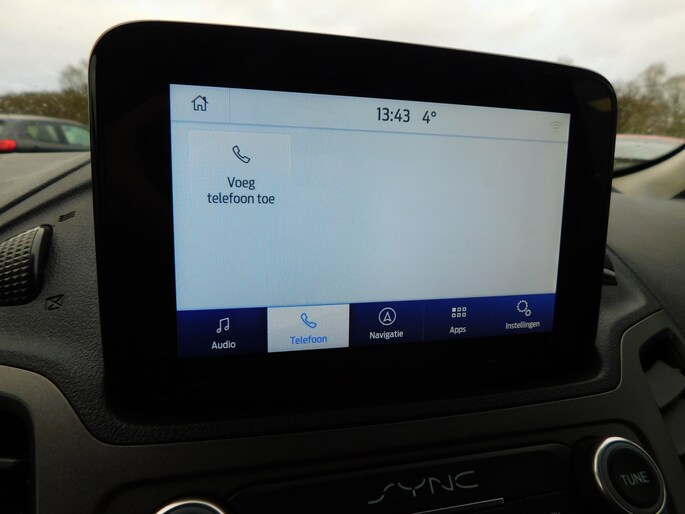 13:43 4°
Voeg
telefoon toe
Audio
Telefoon
Navigatie
Apps
Instellingen
SYNC
TUNE